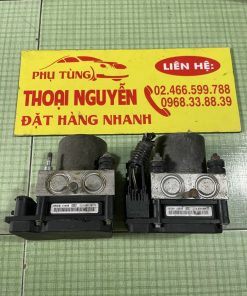 PHỤ TÙNG
THOẠI NGUYỄN
ĐẶT HÀNG NHANH
LIÊN HỆ:
02.466.599.788
0968.33.88.39